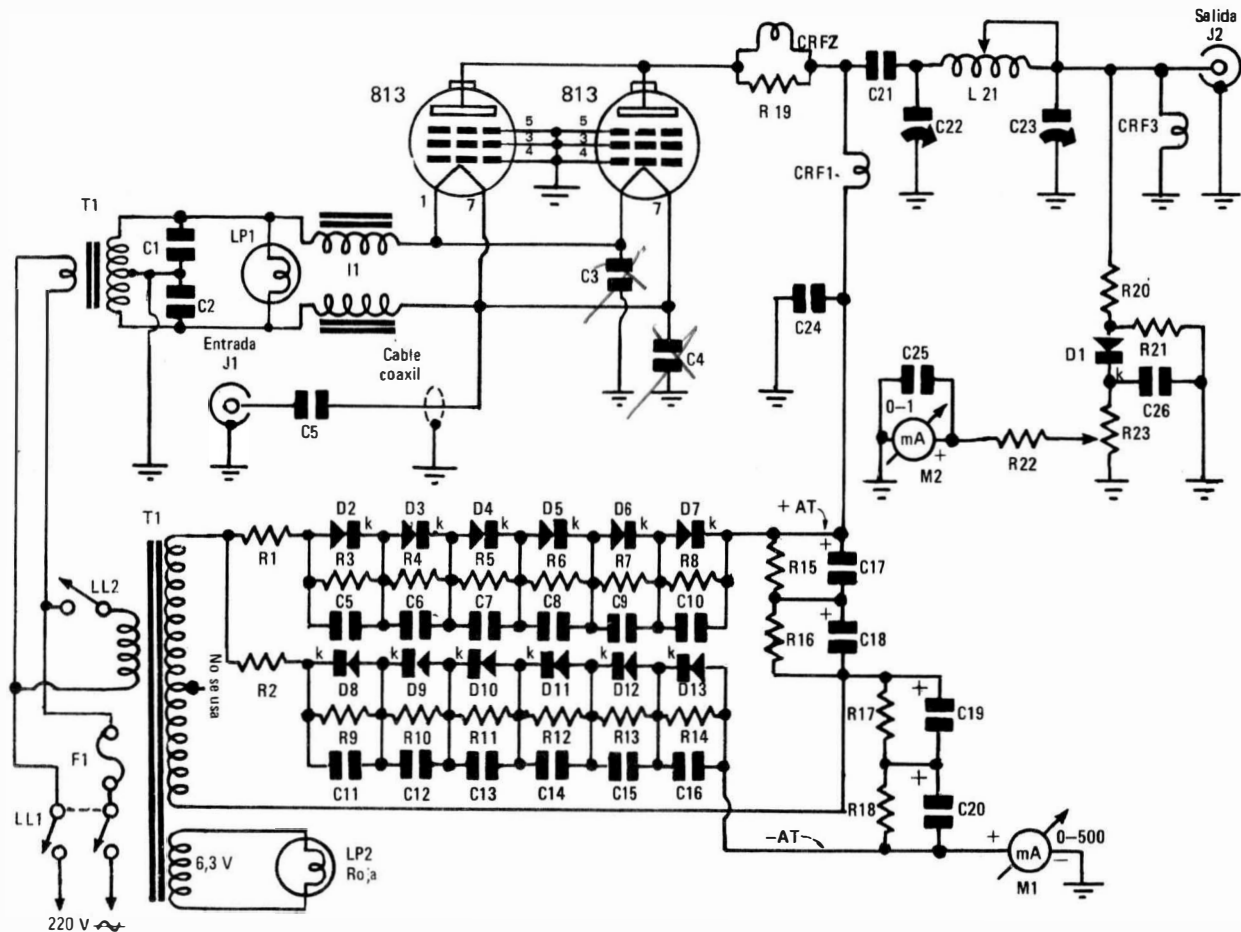 Salida
J2
CRF2
R 19
C21
L 21
C22
C23
CRF3
CRF1
813
813
5
3
4
5
3
4
1
7
7
T1
C1
C2
LP1
I1
C3
C4
Entrada
J1
C5
Cable
coaxil
C24
R20
R21
D1
k
C25
C26
0–1
mA
+
M2
R22
R23
T1
LL2
R1
D2 k
D3 k
D4 k
D5 k
D6 k
D7 k
R3
R4
R5
R6
R7
R8
C5
C6
C7
C8
C9
C10
+ AT
R15
+
C17
R16
+
C18
No se usa
R2
k
k
k
k
k
k
D8
D9
D10
D11
D12
D13
R9
R10
R11
R12
R13
R14
C11
C12
C13
C14
C15
C16
R17
+
C19
R18
+
C20
F1
LL1
–AT
+
mA
0–500
–
M1
6,3 V
LP2
Roja
220 V